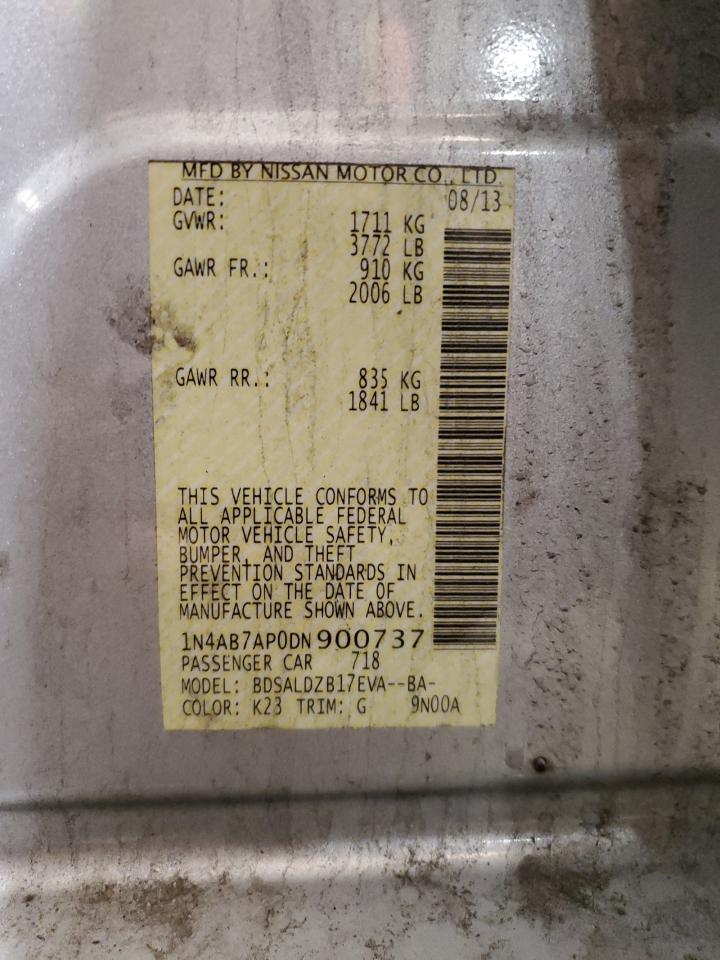 MFD BY NISSAN MOTOR CO., LTD.
DATE: 08/13
GVWR: 1711 KG
3772 LB
GAWR FR.: 910 KG
2006 LB
GAWR RR.: 835 KG
1841 LB
THIS VEHICLE CONFORMS TO
ALL APPLICABLE FEDERAL
MOTOR VEHICLE SAFETY,
BUMPER, AND THEFT
PREVENTION STANDARDS IN
EFFECT ON THE DATE OF
MANUFACTURE SHOWN ABOVE.
1N4AB7AP0DN900737
PASSENGER CAR 718
MODEL: BDSALDZB17EVA--BA-
COLOR: K23 TRIM: G 9N00A